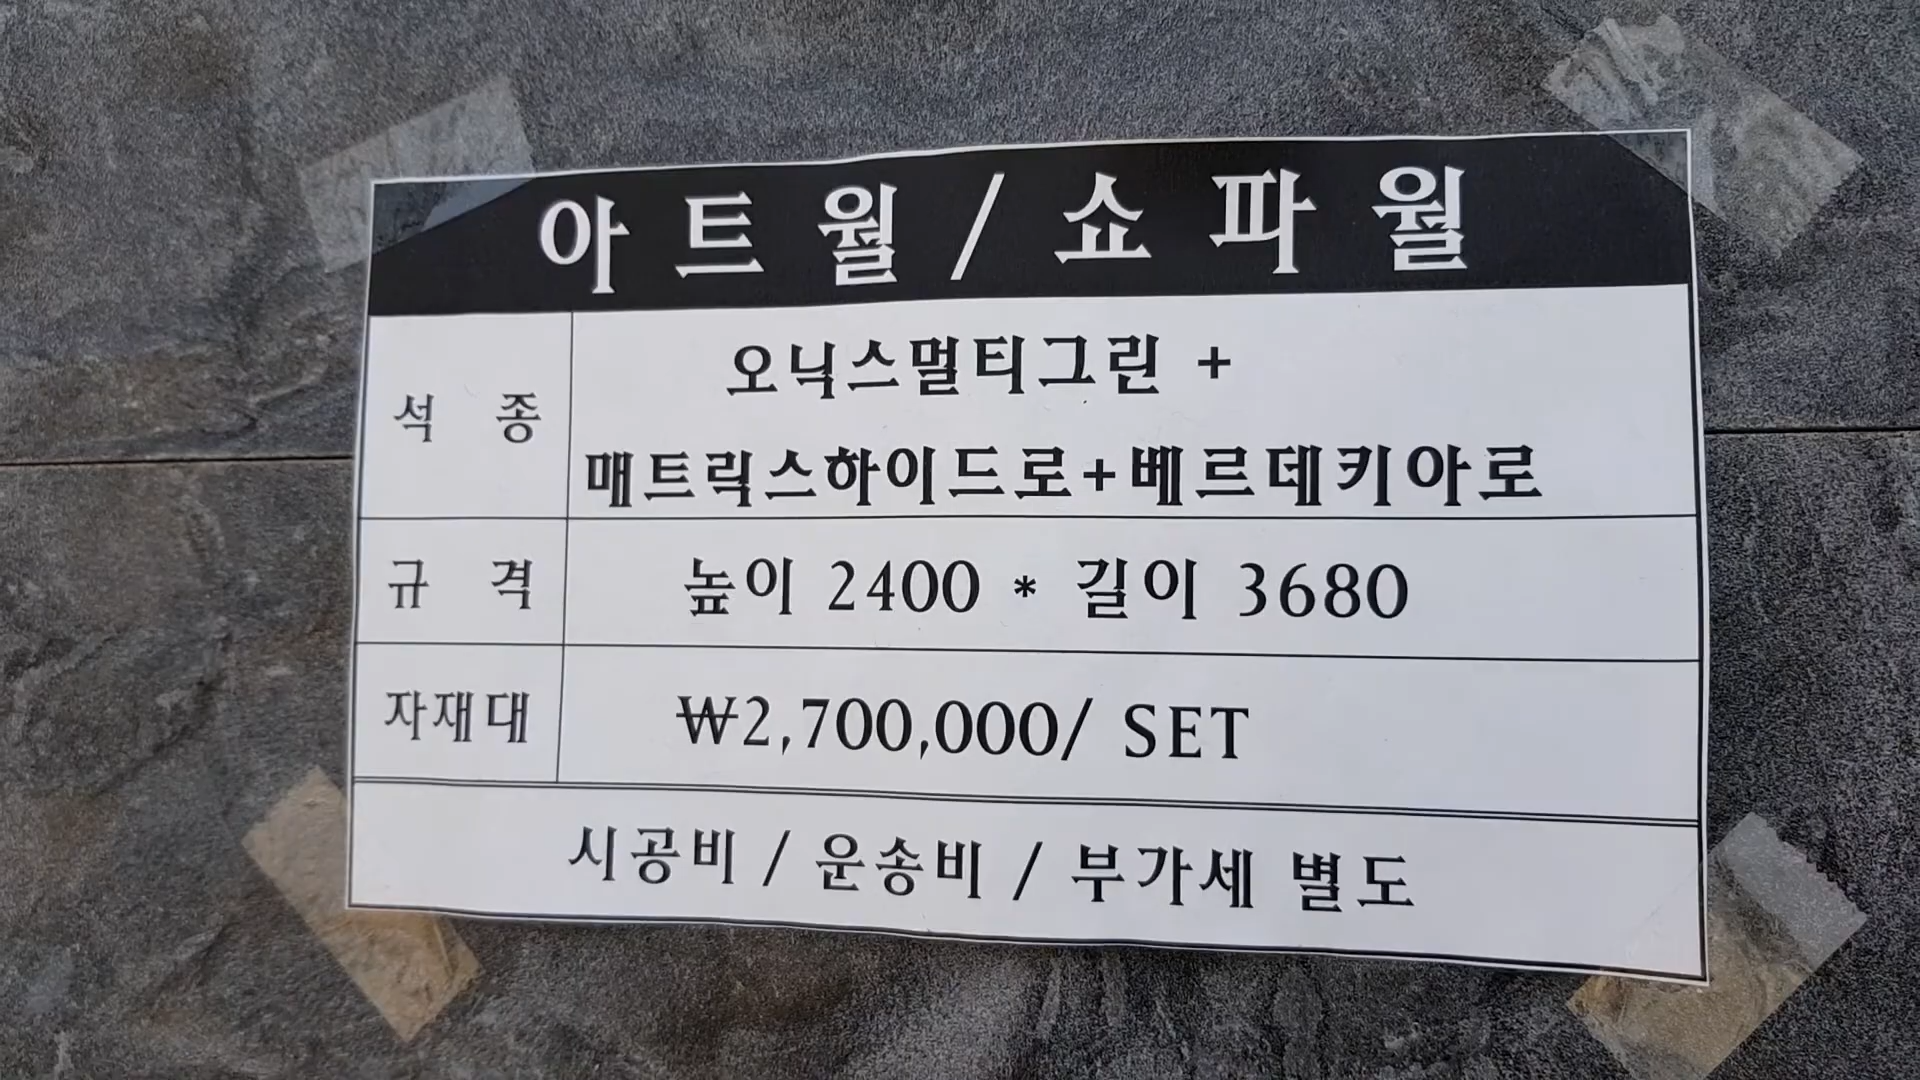 아트월/쇼파월
석 종
오닉스멀티그린 +
매트릭스하이드로+베르데키아로
규 격
높이 2400 * 길이 3680
자재대
₩2,700,000/ SET
시공비 / 운송비 / 부가세 별도